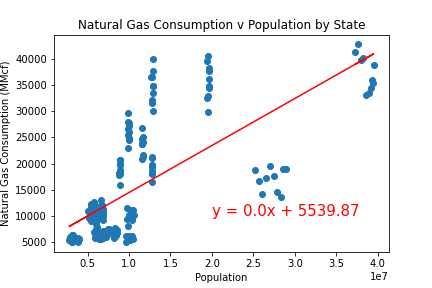 Natural Gas Consumption v Population by State
Natural Gas Consumption (MMcf)
40000
35000
30000
25000
20000
15000
10000
5000
y = 0.0x + 5539.87
0.5 1.0 1.5 2.0 2.5 3.0 3.5 4.0
1e7
Population